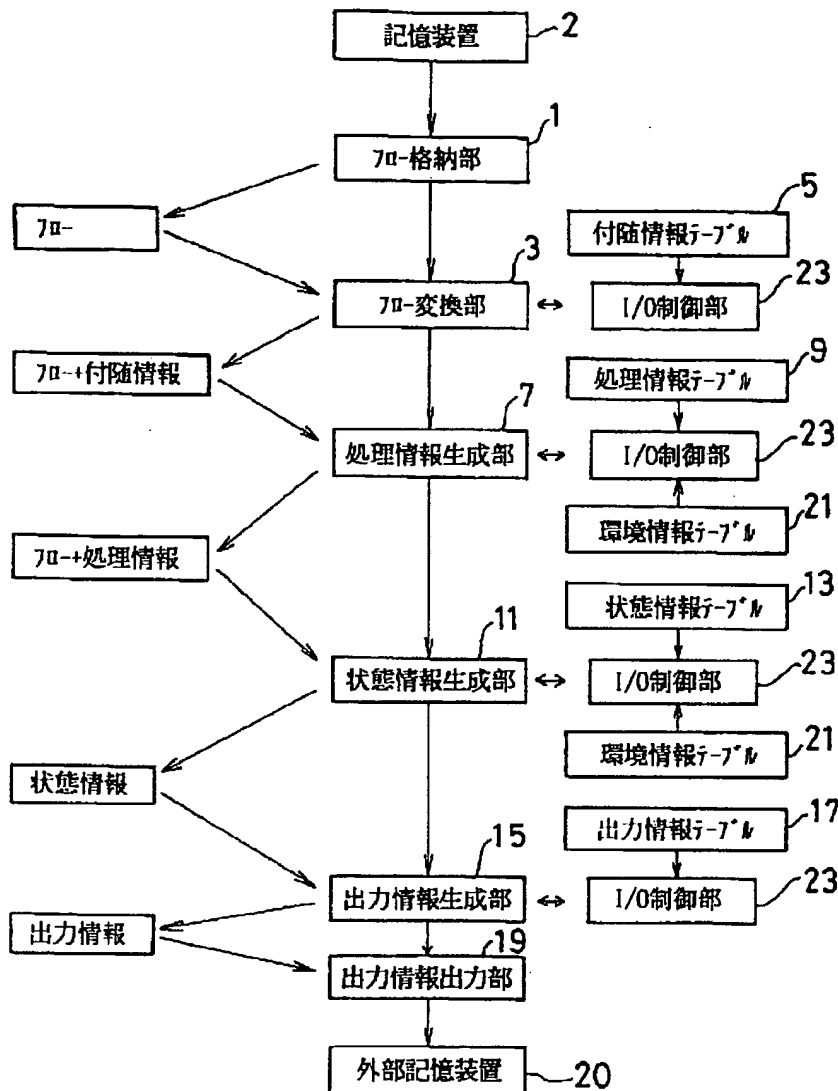 記憶装置
2
1
フロー格納部
5
フロー
付随情報テーブル
3
23
フロー変換部
I/O制御部
フロー+付随情報
9
処理情報テーブル
7
23
処理情報生成部
I/O制御部
21
フロー+処理情報
環境情報テーブル
13
状態情報テーブル
11
23
状態情報生成部
I/O制御部
21
状態情報
環境情報テーブル
17
出力情報テーブル
15
23
出力情報生成部
I/O制御部
出力情報
19
出力情報出力部
外部記憶装置
20